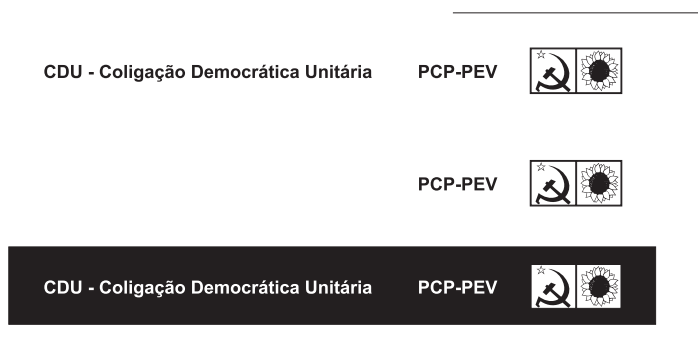 CDU - Coligação Democrática Unitária PCP-PEV
PCP-PEV
CDU - Coligação Democrática Unitária PCP-PEV